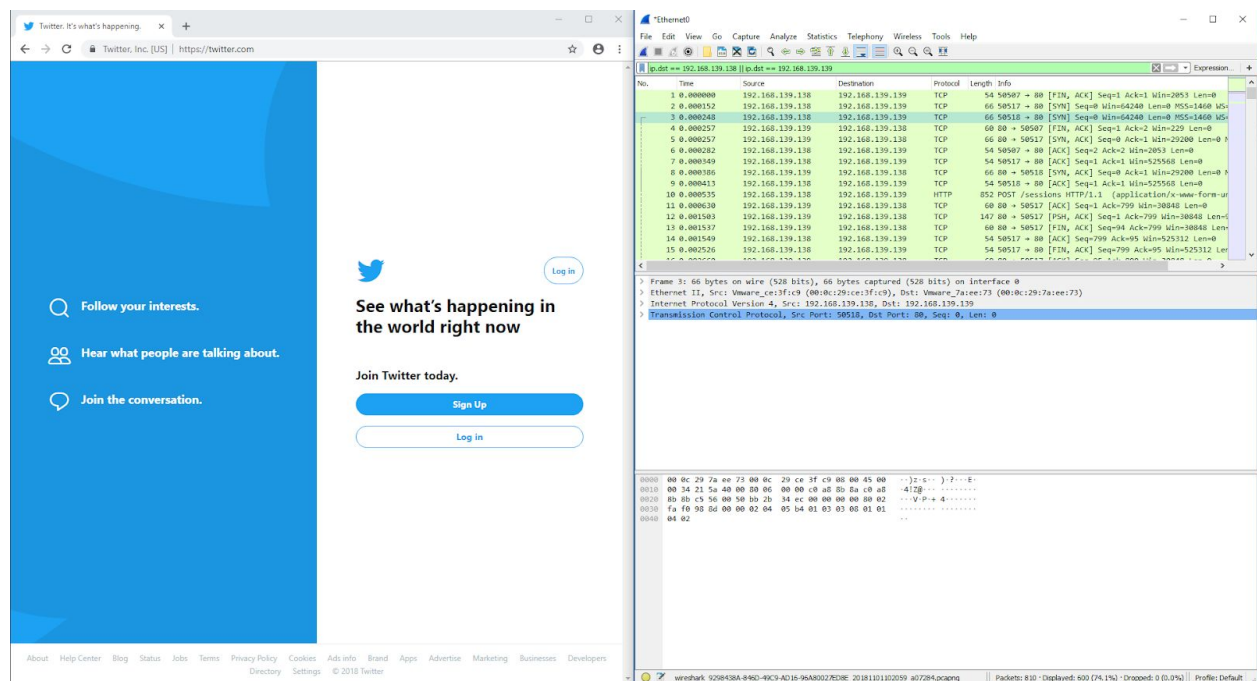 Twitter. It's what's happening.
Twitter, Inc. [US] | https://twitter.com
Follow your interests.
Hear what people are talking about.
Join the conversation.
Log in
See what's happening in
the world right now
Join Twitter today.
Sign Up
Log in
About Help Center Blog Status Jobs Terms Privacy Policy Cookies Ads info Brand Apps Advertise Marketing Businesses Developers
Directory Settings © 2018 Twitter
*Ethernet0
File Edit View Go Capture Analyze Statistics Telephony Wireless Tools Help
ip.dst == 192.168.139.138 || ip.dst == 192.168.139.139
Expression...
No. Time Source Destination Protocol Length Info
1 0.000000 192.168.139.138 192.168.139.139 TCP 54 50507 → 80 [FIN, ACK] Seq=1 Ack=1 Win=2053 Len=0
2 0.000152 192.168.139.138 192.168.139.139 TCP 66 50517 → 80 [SYN] Seq=0 Win=64240 Len=0 MSS=1460 WS=
3 0.000248 192.168.139.138 192.168.139.139 TCP 66 50518 → 80 [SYN] Seq=0 Win=64240 Len=0 MSS=1460 WS=
4 0.000257 192.168.139.139 192.168.139.138 TCP 60 80 → 50507 [FIN, ACK] Seq=1 Ack=2 Win=229 Len=0
5 0.000257 192.168.139.139 192.168.139.138 TCP 66 80 → 50517 [SYN, ACK] Seq=0 Ack=1 Win=29200 Len=0
6 0.000282 192.168.139.138 192.168.139.139 TCP 54 50507 → 80 [ACK] Seq=2 Ack=2 Win=2053 Len=0
7 0.000349 192.168.139.138 192.168.139.139 TCP 54 50517 → 80 [ACK] Seq=1 Ack=1 Win=525568 Len=0
8 0.000386 192.168.139.139 192.168.139.138 TCP 66 80 → 50518 [SYN, ACK] Seq=0 Ack=1 Win=29200 Len=0
9 0.000413 192.168.139.138 192.168.139.139 TCP 54 50518 → 80 [ACK] Seq=1 Ack=1 Win=525568 Len=0
10 0.000535 192.168.139.138 192.168.139.139 HTTP 852 POST /sessions HTTP/1.1 (application/x-www-form-ur
11 0.000630 192.168.139.139 192.168.139.138 TCP 60 80 → 50517 [ACK] Seq=1 Ack=799 Win=30848 Len=0
12 0.001503 192.168.139.139 192.168.139.138 TCP 147 80 → 50517 [PSH, ACK] Seq=1 Ack=799 Win=30848 Len=9
13 0.001537 192.168.139.139 192.168.139.138 TCP 60 80 → 50517 [FIN, ACK] Seq=94 Ack=799 Win=30848 Len=
14 0.001549 192.168.139.138 192.168.139.139 TCP 54 50517 → 80 [ACK] Seq=799 Ack=95 Win=525312 Len=0
15 0.002526 192.168.139.138 192.168.139.139 TCP 54 50517 → 80 [FIN, ACK] Seq=799 Ack=95 Win=525312 Len
Frame 3: 66 bytes on wire (528 bits), 66 bytes captured (528 bits) on interface 0
Ethernet II, Src: Vmware_ce:3f:c9 (00:0c:29:ce:3f:c9), Dst: Vmware_7a:ee:73 (00:0c:29:7a:ee:73)
Internet Protocol Version 4, Src: 192.168.139.138, Dst: 192.168.139.139
Transmission Control Protocol, Src Port: 50518, Dst Port: 80, Seq: 0, Len: 0
0000 00 0c 29 7a ee 73 00 0c 29 ce 3f c9 08 00 45 00 ··)z·s·· )·?···E·
0010 00 34 21 5a 40 00 80 06 00 00 c0 a8 8b 8a c0 a8 ·4!Z@··· ········
0020 8b 8b c5 56 00 50 bb 2b 34 ec 00 00 00 00 80 02 ···V·P·+ 4·······
0030 fa f0 98 8d 00 00 02 04 05 b4 01 03 03 08 01 01 ········ ········
0040 04 02 ··
wireshark_9298438A-846D-49C9-AD16-96A80027ED8E_20181101102059_a07284.pcapng Packets: 810 · Displayed: 600 (74.1%) · Dropped: 0 (0.0%) Profile: Default